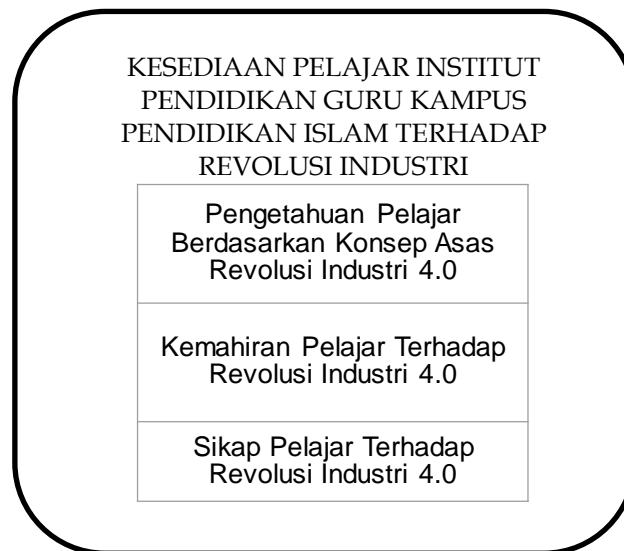 KESEDIAAN PELAJAR INSTITUT
PENDIDIKAN GURU KAMPUS
PENDIDIKAN ISLAM TERHADAP
REVOLUSI INDUSTRI
Pengetahuan Pelajar
Berdasarkan Konsep Asas
Revolusi Industri 4.0
Kemahiran Pelajar Terhadap
Revolusi Industri 4.0
Sikap Pelajar Terhadap
Revolusi Industri 4.0